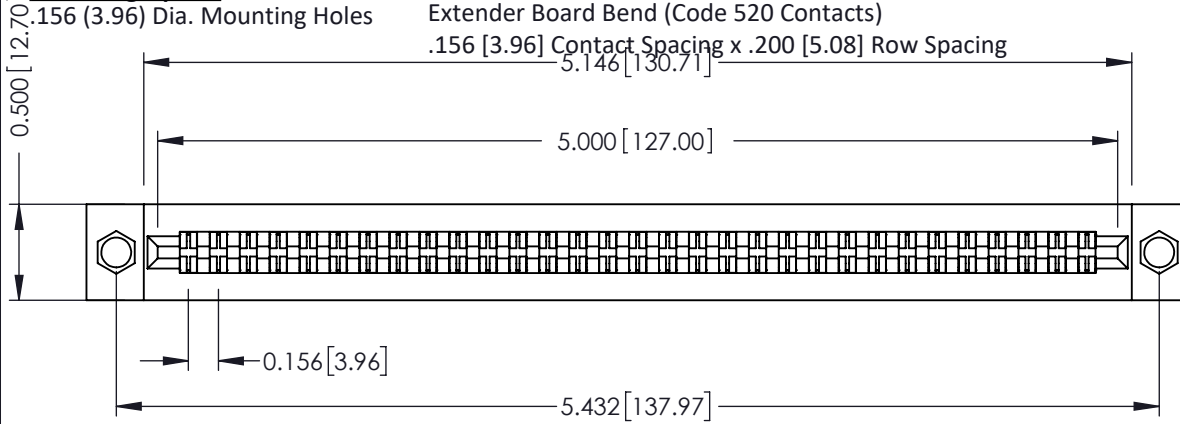 .156 (3.96) Dia. Mounting Holes
Extender Board Bend (Code 520 Contacts)
.156 [3.96] Contact Spacing x .200 [5.08] Row Spacing
0.500 [12.70
5.146 [130.71]
5.000 [127.00]
0.156 [3.96]
5.432 [137.97]